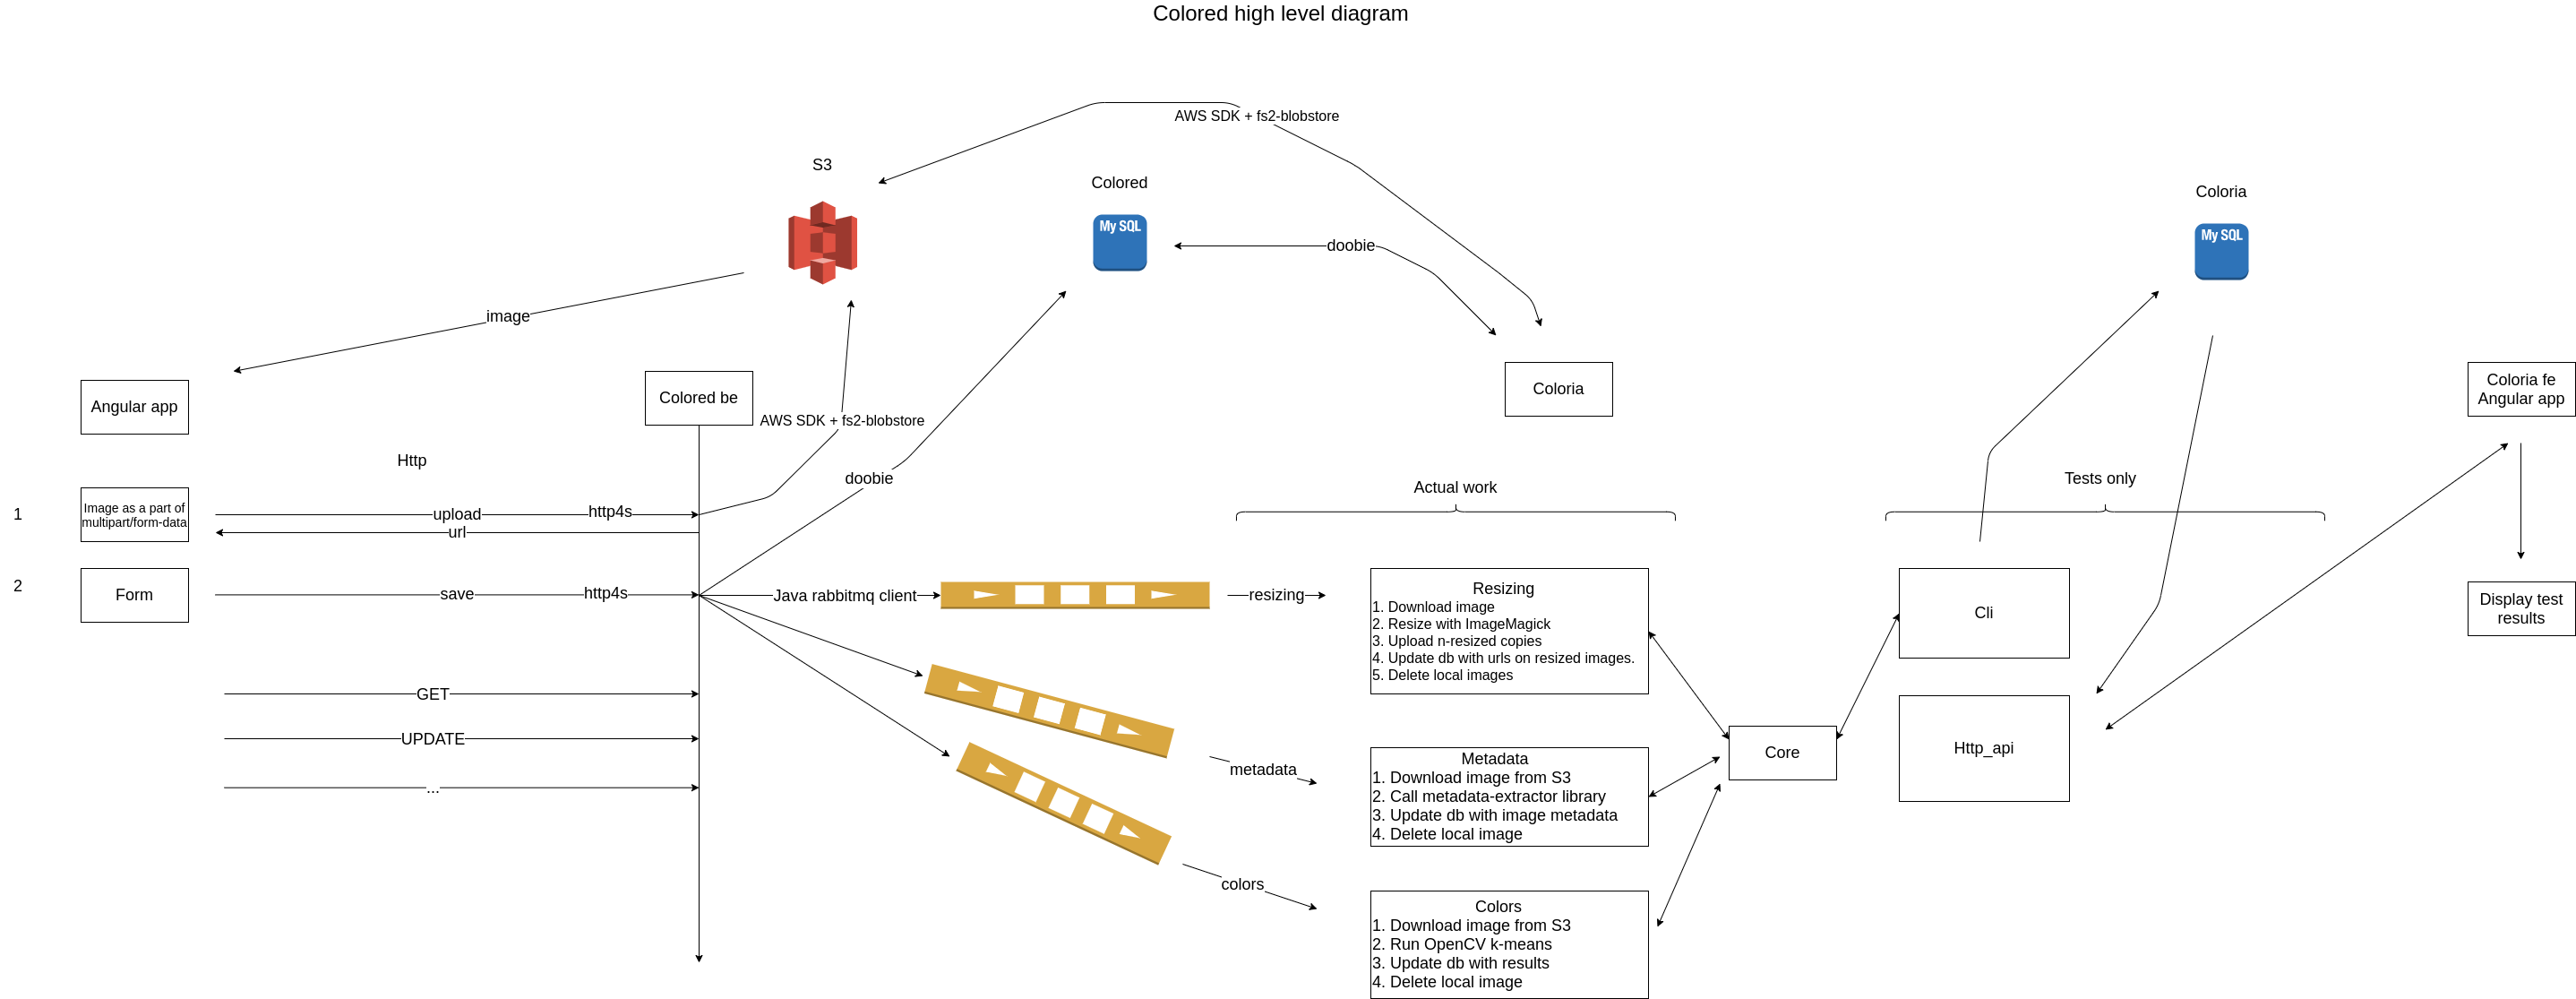 Colored high level diagram
AWS SDK + fs2-blobstore
S3
Colored
My SQL
doobie
Coloria
My SQL
image
Angular app
Colored be
AWS SDK + fs2-blobstore
Coloria
Coloria fe
Angular app
Http
doobie
Actual work
Tests only
1
Image as a part of
multipart/form-data
upload
http4s
url
2
Form
save
http4s
Java rabbitmq client
resizing
Resizing
1. Download image
2. Resize with ImageMagick
3. Upload n-resized copies
4. Update db with urls on resized images.
5. Delete local images
Cli
Display test
results
GET
UPDATE
...
metadata
Metadata
1. Download image from S3
2. Call metadata-extractor library
3. Update db with image metadata
4. Delete local image
Core
Http_api
colors
Colors
1. Download image from S3
2. Run OpenCV k-means
3. Update db with results
4. Delete local image